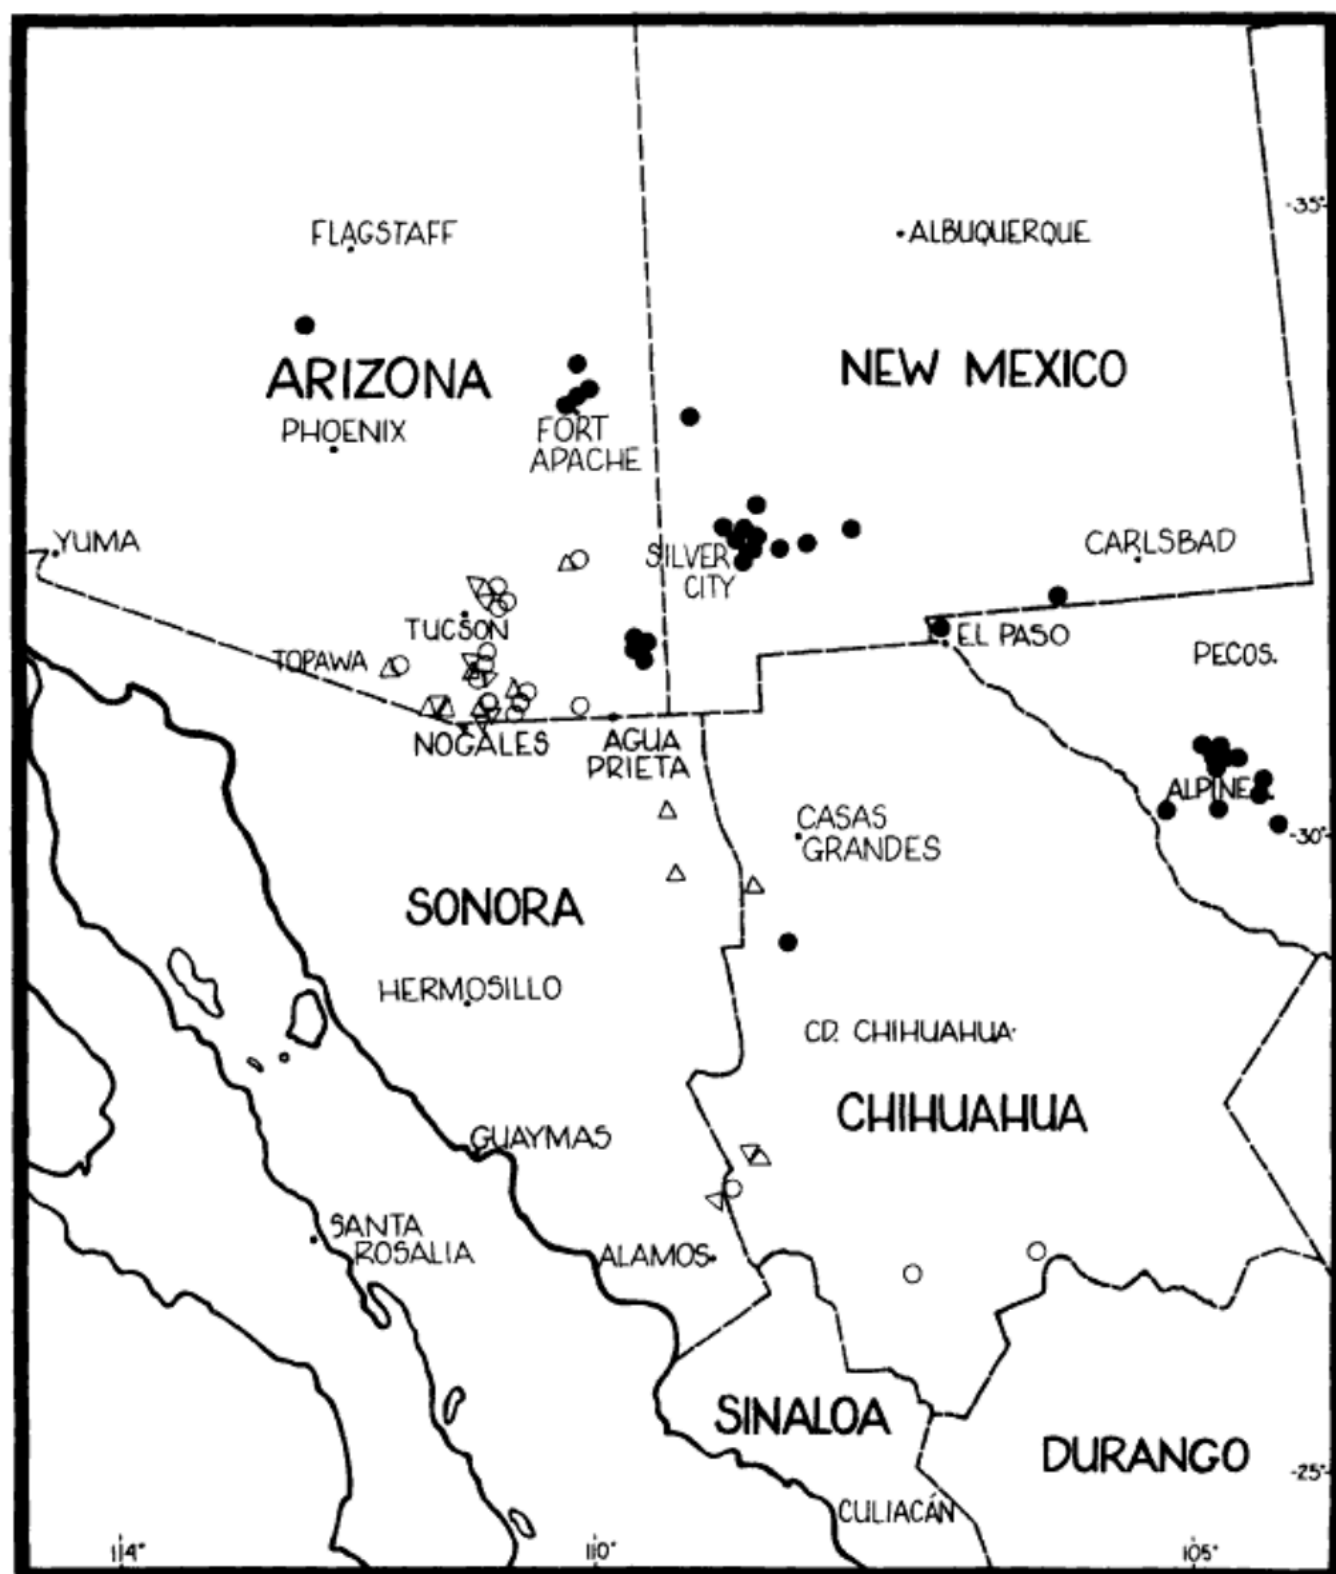 -35°
FLAGSTAFF
ALBUQUERQUE
ARIZONA
NEW MEXICO
PHOENIX
FORT
APACHE
YUMA
SILVER
CITY
CARLSBAD
TUCSON
EL PASO
TOPAWA
PECOS
NOGALES
AGUA
PRIETA
ALPINE
CASAS
GRANDES
-30°
SONORA
HERMOSILLO
CD. CHIHUAHUA
CHIHUAHUA
GUAYMAS
SANTA
ROSALIA
ALAMOS
SINALOA
DURANGO
-25°
CULIACÁN
114°
110°
105°